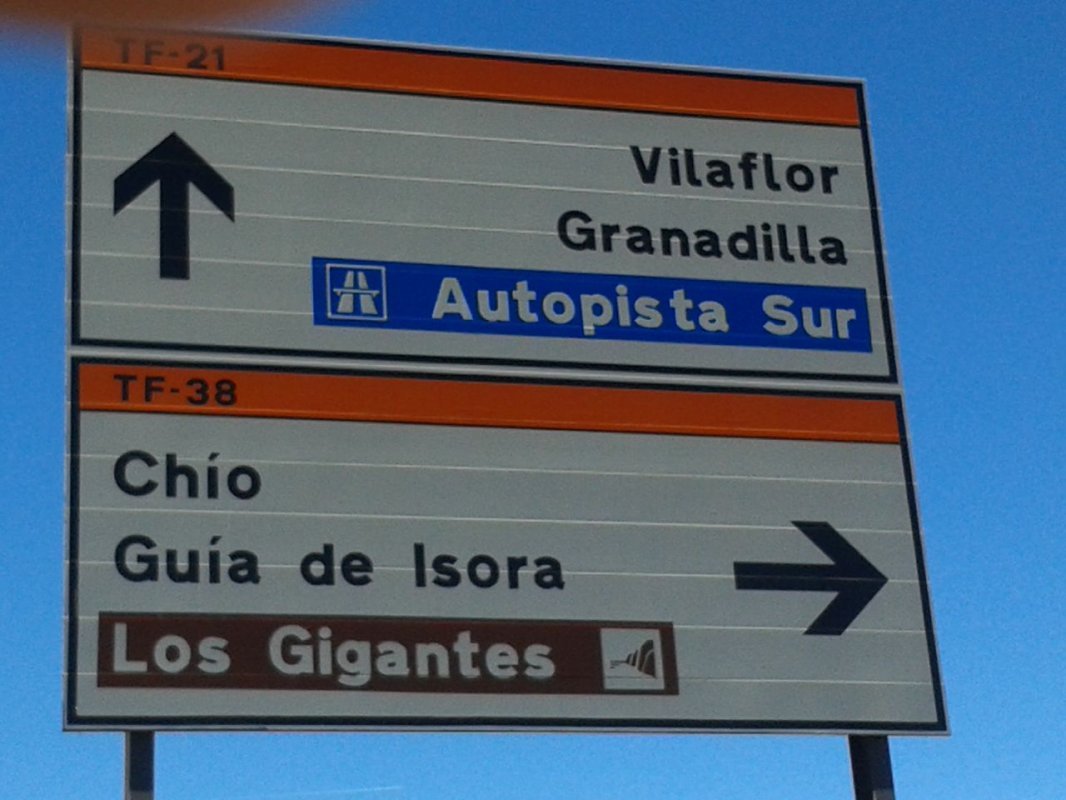 TF-21
Vilaflor
Granadilla
Autopista Sur
TF-38
Chío
Guía de Isora
Los Gigantes